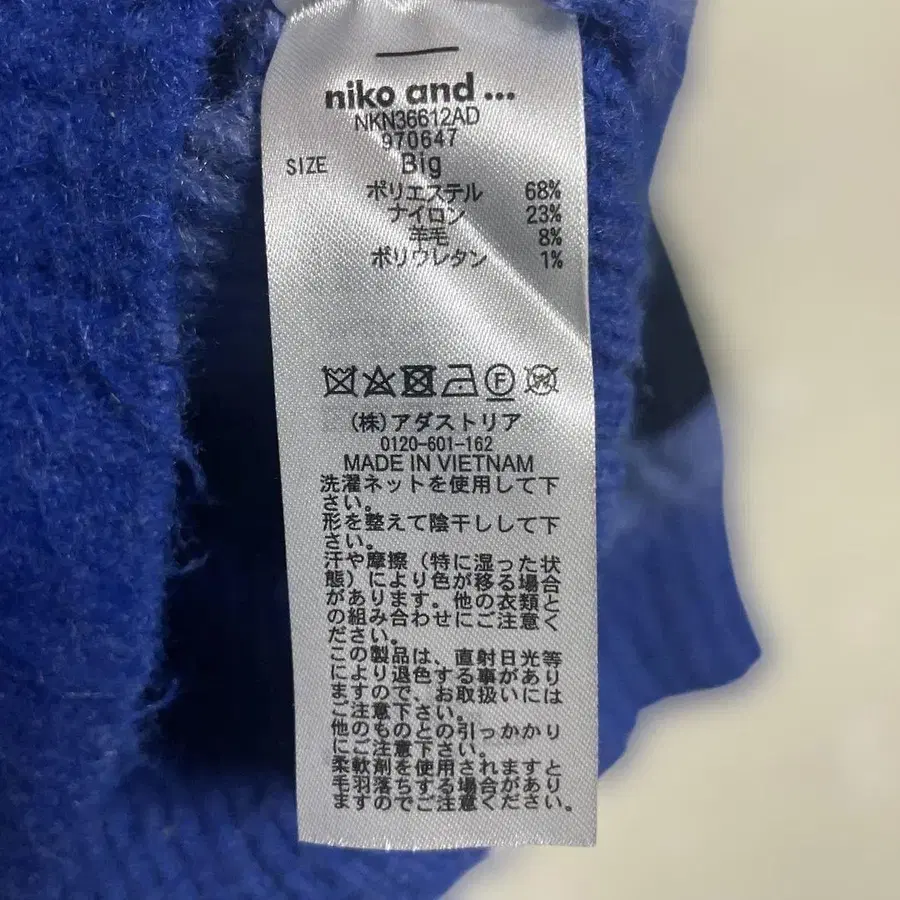 niko and ...
NKN36612AD
970647
SIZE Big
ポリエステル 68%
ナイロン 23%
羊毛 8%
ポリウレタン 1%
F W
(株)アダストリア
0120-601-162
MADE IN VIETNAM
洗濯ネットを使用して下
さい。
形を整えて陰干しして下
さい。
汗や摩擦（特に湿った状
態）により色が移る場合
があります。他の衣類と
の組み合わせにご注意く
ださい。
この製品は、直射日光等
により退色する事があり
ますので、お取扱いには
ご注意下さい。
他のものとの引っかかり
にご注意下さい。
柔軟剤を使用されますと
毛羽落ちする場合があり
ますのでご注意ください。